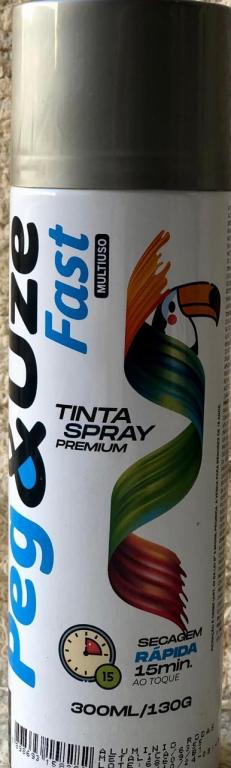 Peg&Uze
Fast
MULTIUSO
TINTA
SPRAY
PREMIUM
SECAGEM
RÁPIDA
15min.
AO TOQUE
15
300ML/130G